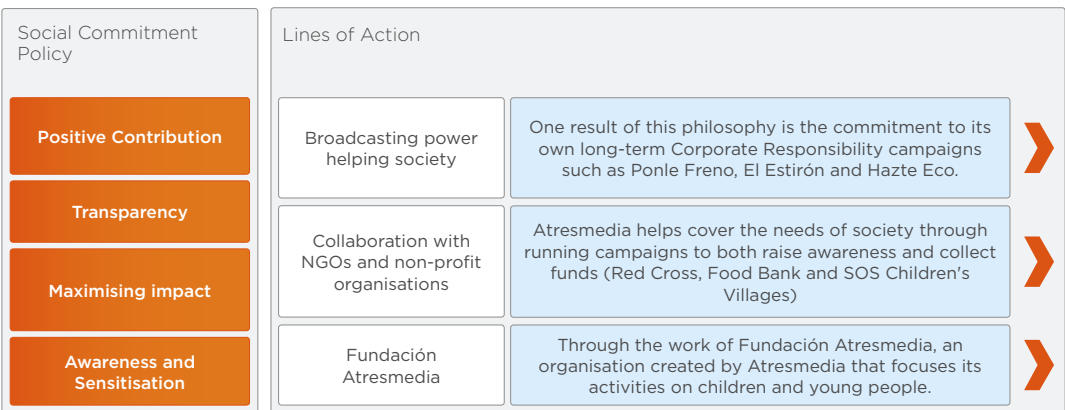 Social Commitment
Policy
Positive Contribution
Transparency
Maximising impact
Awareness and
Sensitisation
Lines of Action
Broadcasting power
helping society
One result of this philosophy is the commitment to its
own long-term Corporate Responsibility campaigns
such as Ponle Freno, El Estirón and Hazte Eco.
Collaboration with
NGOs and non-profit
organisations
Atresmedia helps cover the needs of society through
running campaigns to both raise awareness and collect
funds (Red Cross, Food Bank and SOS Children's
Villages)
Fundación
Atresmedia
Through the work of Fundación Atresmedia, an
organisation created by Atresmedia that focuses its
activities on children and young people.